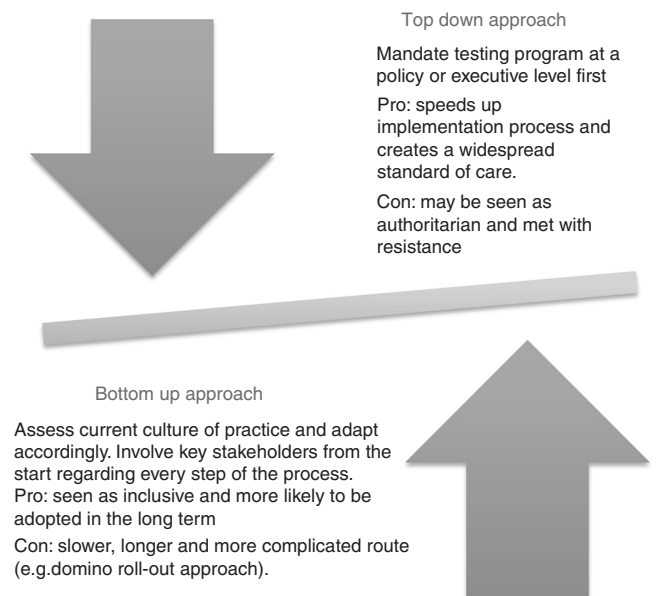 Top down approach
Mandate testing program at a
policy or executive level first
Pro: speeds up
implementation process and
creates a widespread
standard of care.
Con: may be seen as
authoritarian and met with
resistance
Bottom up approach
Assess current culture of practice and adapt
accordingly. Involve key stakeholders from the
start regarding every step of the process.
Pro: seen as inclusive and more likely to be
adopted in the long term
Con: slower, longer and more complicated route
(e.g.domino roll-out approach).